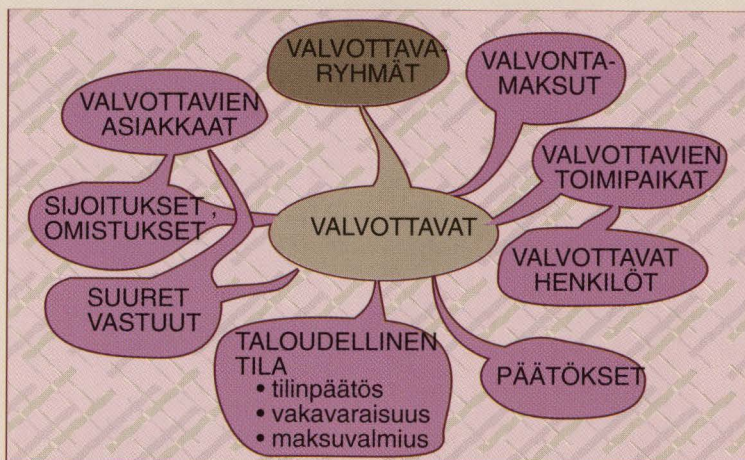 VALVOTTAVA-
RYHMÄT
VALVONTA-
MAKSUT
VALVOTTAVIEN
ASIAKKAAT
VALVOTTAVIEN
TOIMIPAIKAT
SIJOITUKSET ,
OMISTUKSET
VALVOTTAVAT
VALVOTTAVAT
HENKILÖT
SUURET
VASTUUT
TALOUDELLINEN
TILA
• tilinpäätös
• vakavaraisuus
• maksuvalmius
PÄÄTÖKSET